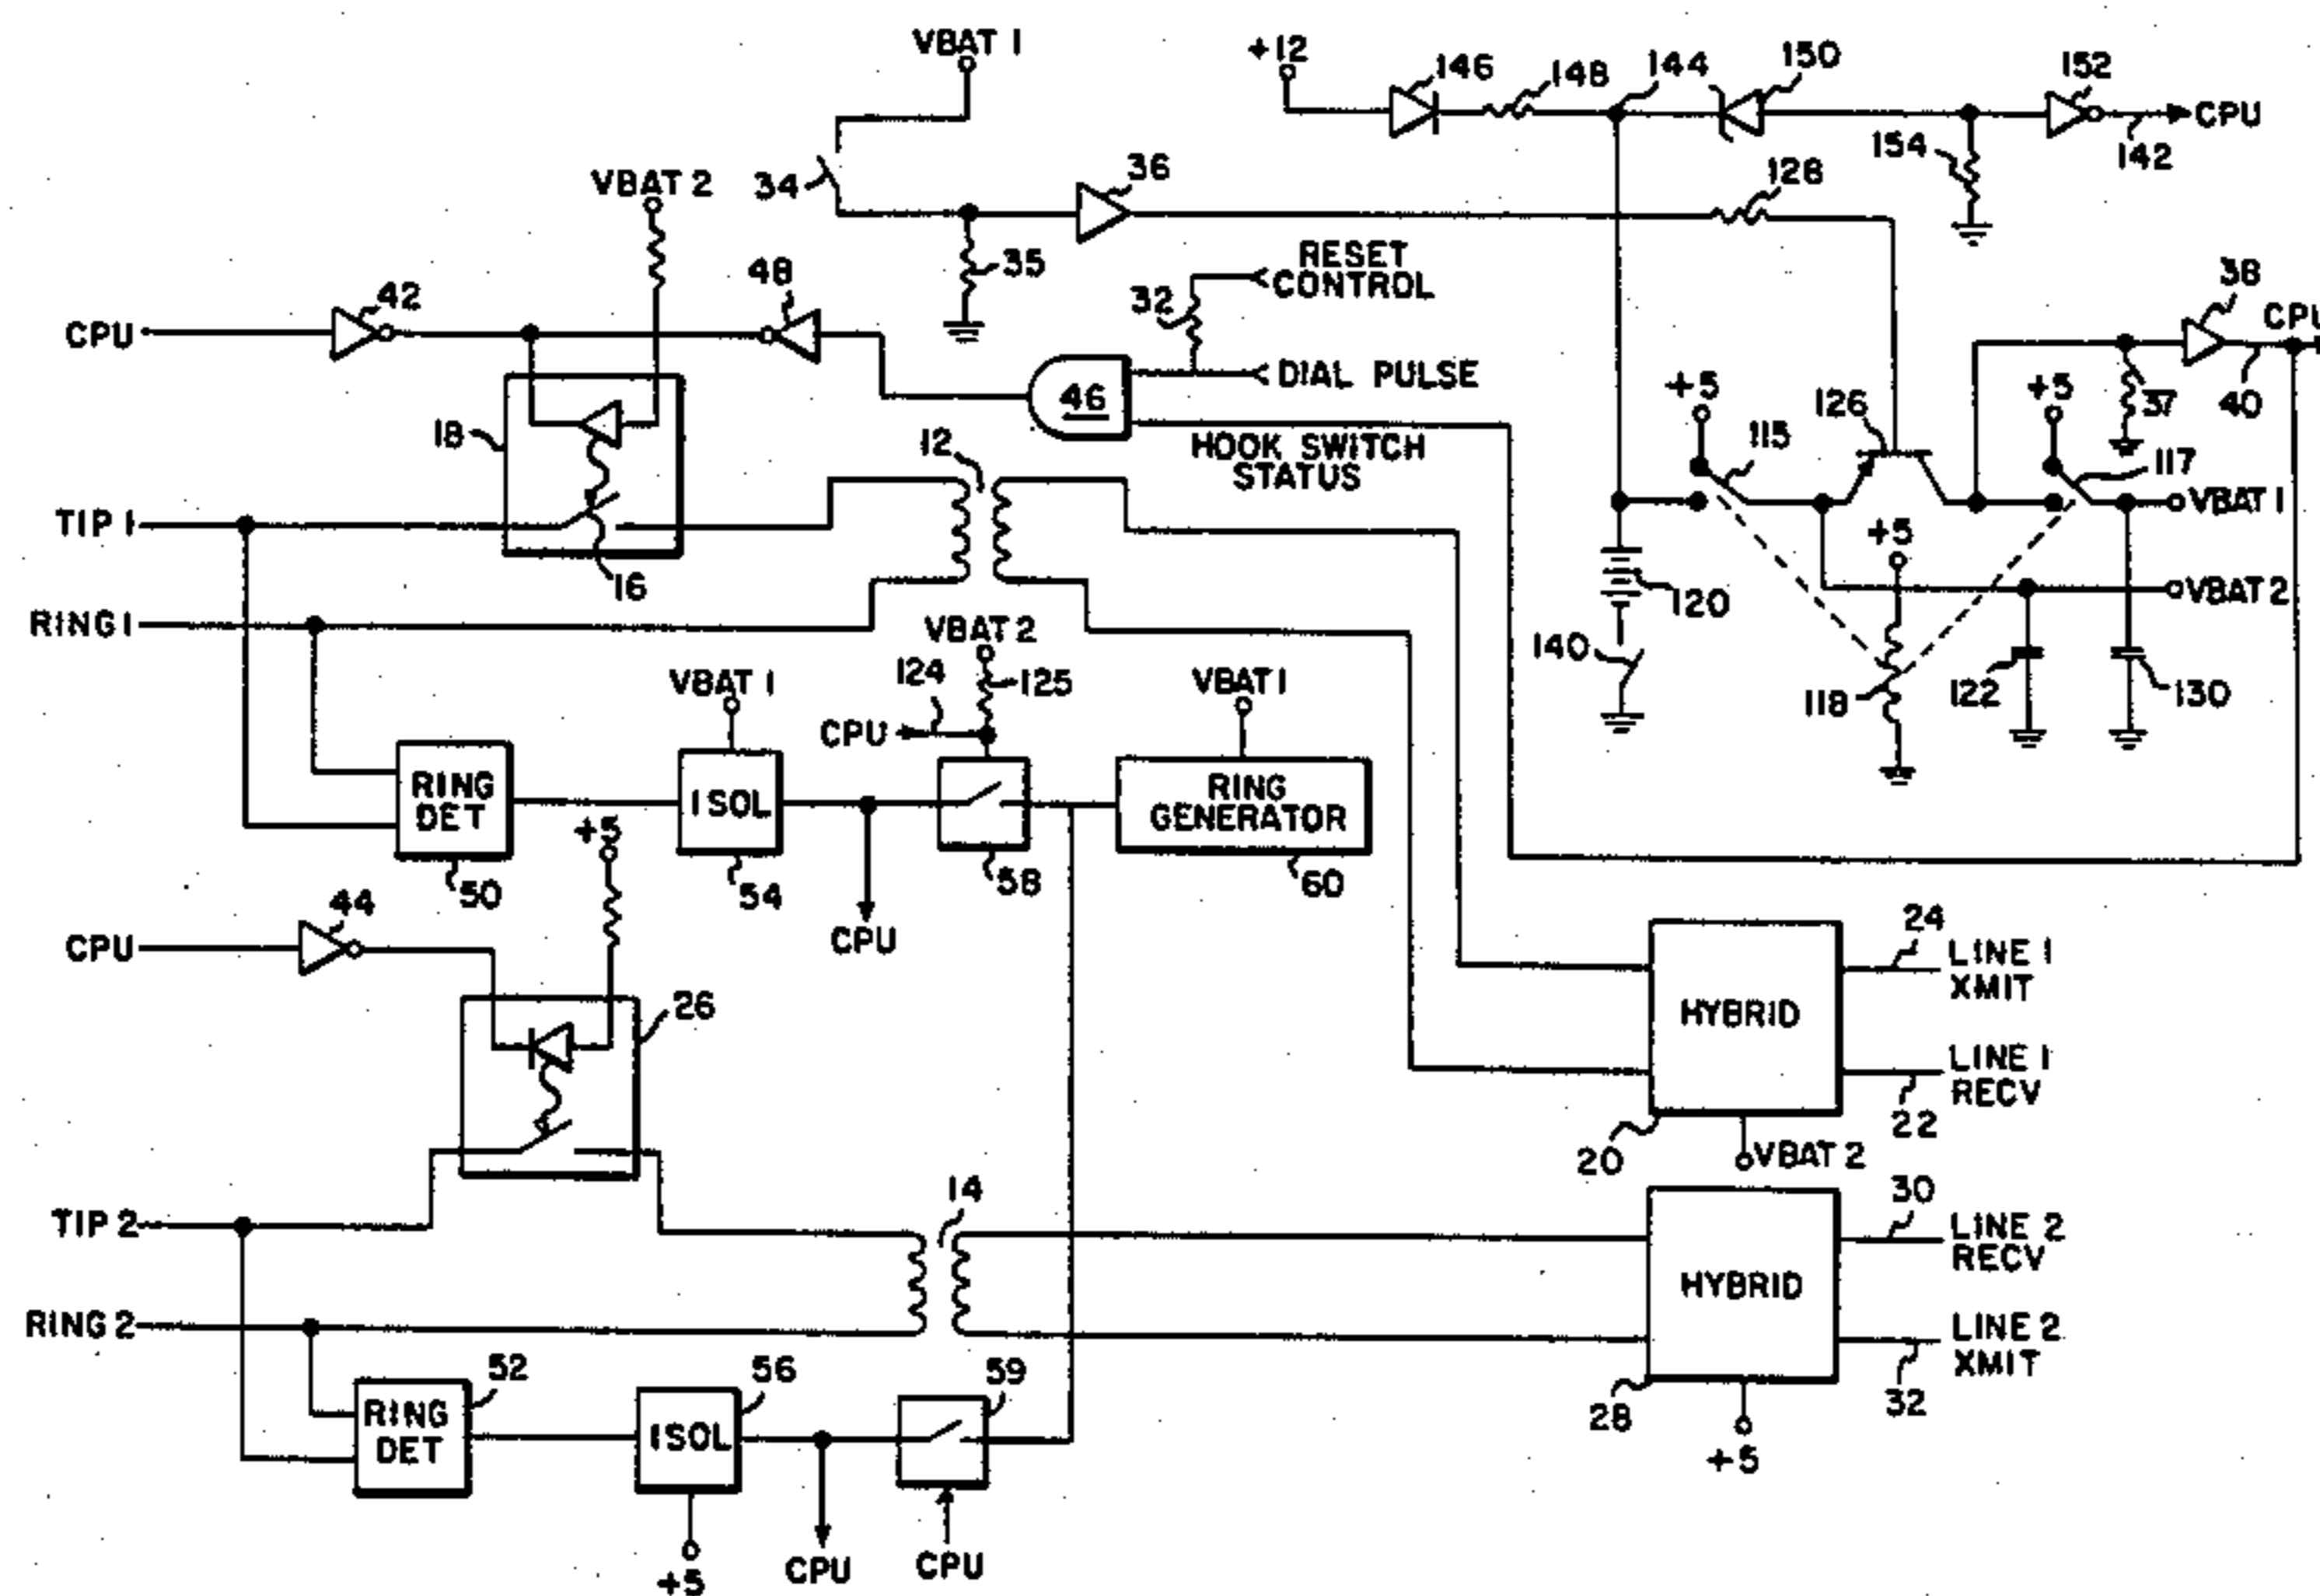 VBAT 1
+12
146
148
144
150
152
CPU
142
154
128
VBAT 2
34
36
35
RESET
CONTROL
32
38
CPU
42
48
CPU
46
DIAL PULSE
+5
126
+5
37
40
18
12
HOOK SWITCH
STATUS
115
117
VBAT 1
TIP 1
16
+5
120
VBAT 2
RING 1
VBAT 2
140
124
125
VBAT 1
VBAT 1
118
122
130
CPU
RING
DET
ISOL
RING
GENERATOR
+5
50
54
58
60
44
CPU
CPU
24
LINE 1
XMIT
26
HYBRID
LINE 1
RECV
22
20
VBAT 2
14
30
TIP 2
LINE 2
RECV
HYBRID
RING 2
LINE 2
XMIT
52
56
59
28
32
RING
DET
ISOL
+5
CPU
CPU
+5